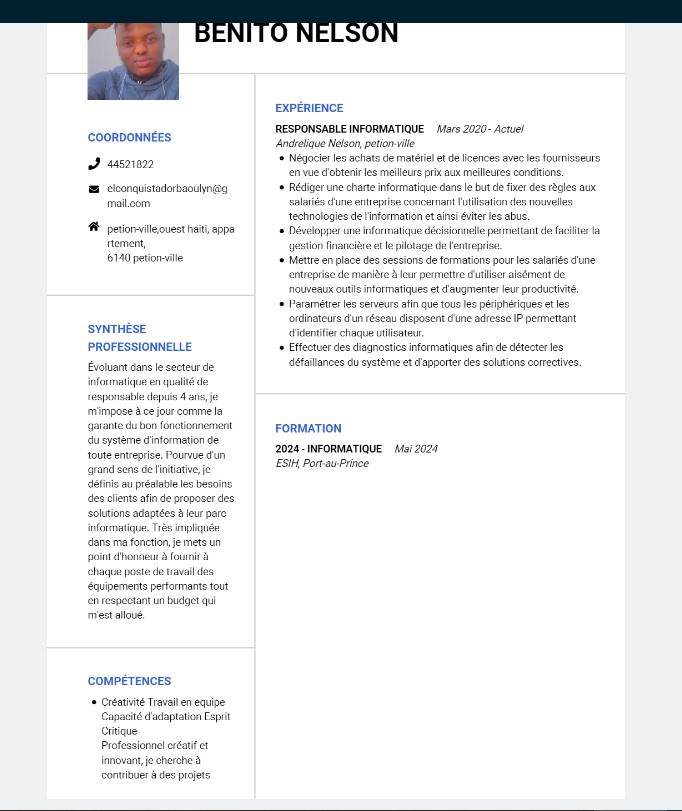 BENITO NELSON
COORDONNÉES
44521822
elconquistadorbaoulyn@g
mail.com
petion-ville,ouest haiti, appa
rtement,
6140 petion-ville
SYNTHÈSE
PROFESSIONNELLE
Évoluant dans le secteur de
informatique en qualité de
responsable depuis 4 ans, je
m'impose à ce jour comme la
garante du bon fonctionnement
du système d'information de
toute entreprise. Pourvue d'un
grand sens de l'initiative, je
définis au préalable les besoins
des clients afin de proposer des
solutions adaptées à leur parc
informatique. Très impliquée
dans ma fonction, je mets un
point d'honneur à fournir à
chaque poste de travail des
équipements performants tout
en respectant un budget qui
m'est alloué.
COMPÉTENCES
Créativité Travail en equipe
Capacité d'adaptation Esprit
Critique
Professionnel créatif et
innovant, je cherche à
contribuer à des projets
EXPÉRIENCE
RESPONSABLE INFORMATIQUE Mars 2020 - Actuel
Andrelique Nelson, petion-ville
Négocier les achats de matériel et de licences avec les fournisseurs
en vue d'obtenir les meilleurs prix aux meilleures conditions.
Rédiger une charte informatique dans le but de fixer des règles aux
salariés d'une entreprise concernant l'utilisation des nouvelles
technologies de l'information et ainsi éviter les abus.
Développer une informatique décisionnelle permettant de faciliter la
gestion financière et le pilotage de l'entreprise.
Mettre en place des sessions de formations pour les salariés d'une
entreprise de manière à leur permettre d'utiliser aisément de
nouveaux outils informatiques et d'augmenter leur productivité.
Paramétrer les serveurs afin que tous les périphériques et les
ordinateurs d'un réseau disposent d'une adresse IP permettant
d'identifier chaque utilisateur.
Effectuer des diagnostics informatiques afin de détecter les
défaillances du système et d'apporter des solutions correctives.
FORMATION
2024 - INFORMATIQUE Mai 2024
ESIH, Port-au-Prince